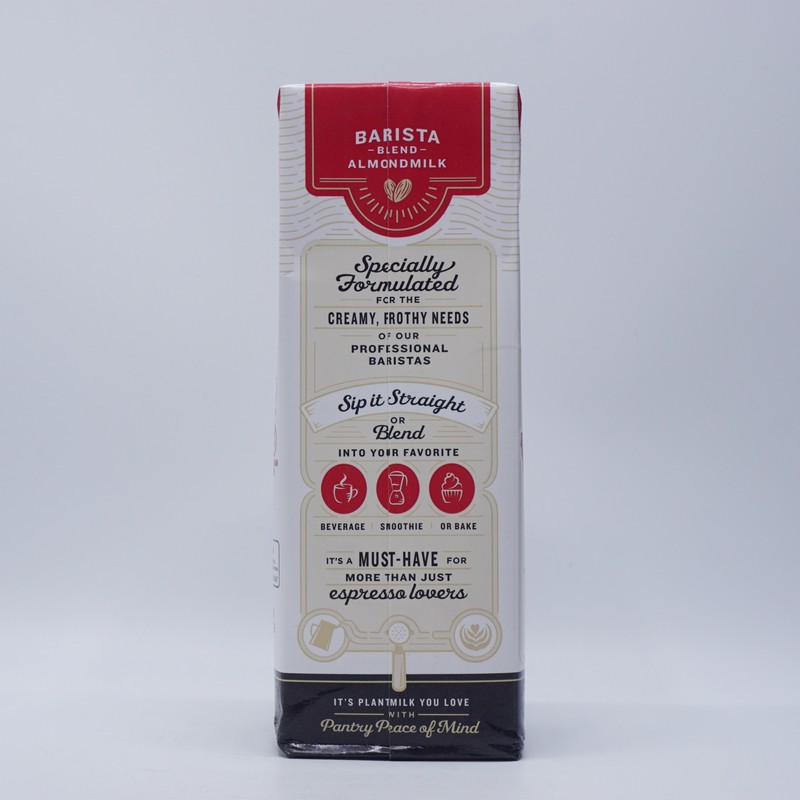 BARISTA
BLEND
ALMONDMILK
Specially
Formulated
FOR THE
CREAMY, FROTHY NEEDS
OF OUR
PROFESSIONAL
BARISTAS
Sip it Straight
OR
Blend
INTO YOUR FAVORITE
BEVERAGE SMOOTHIE OR BAKE
IT'S A MUST-HAVE FOR
MORE THAN JUST
espresso lovers
IT'S PLANTMILK YOU LOVE
WITH
Pantry Peace of Mind